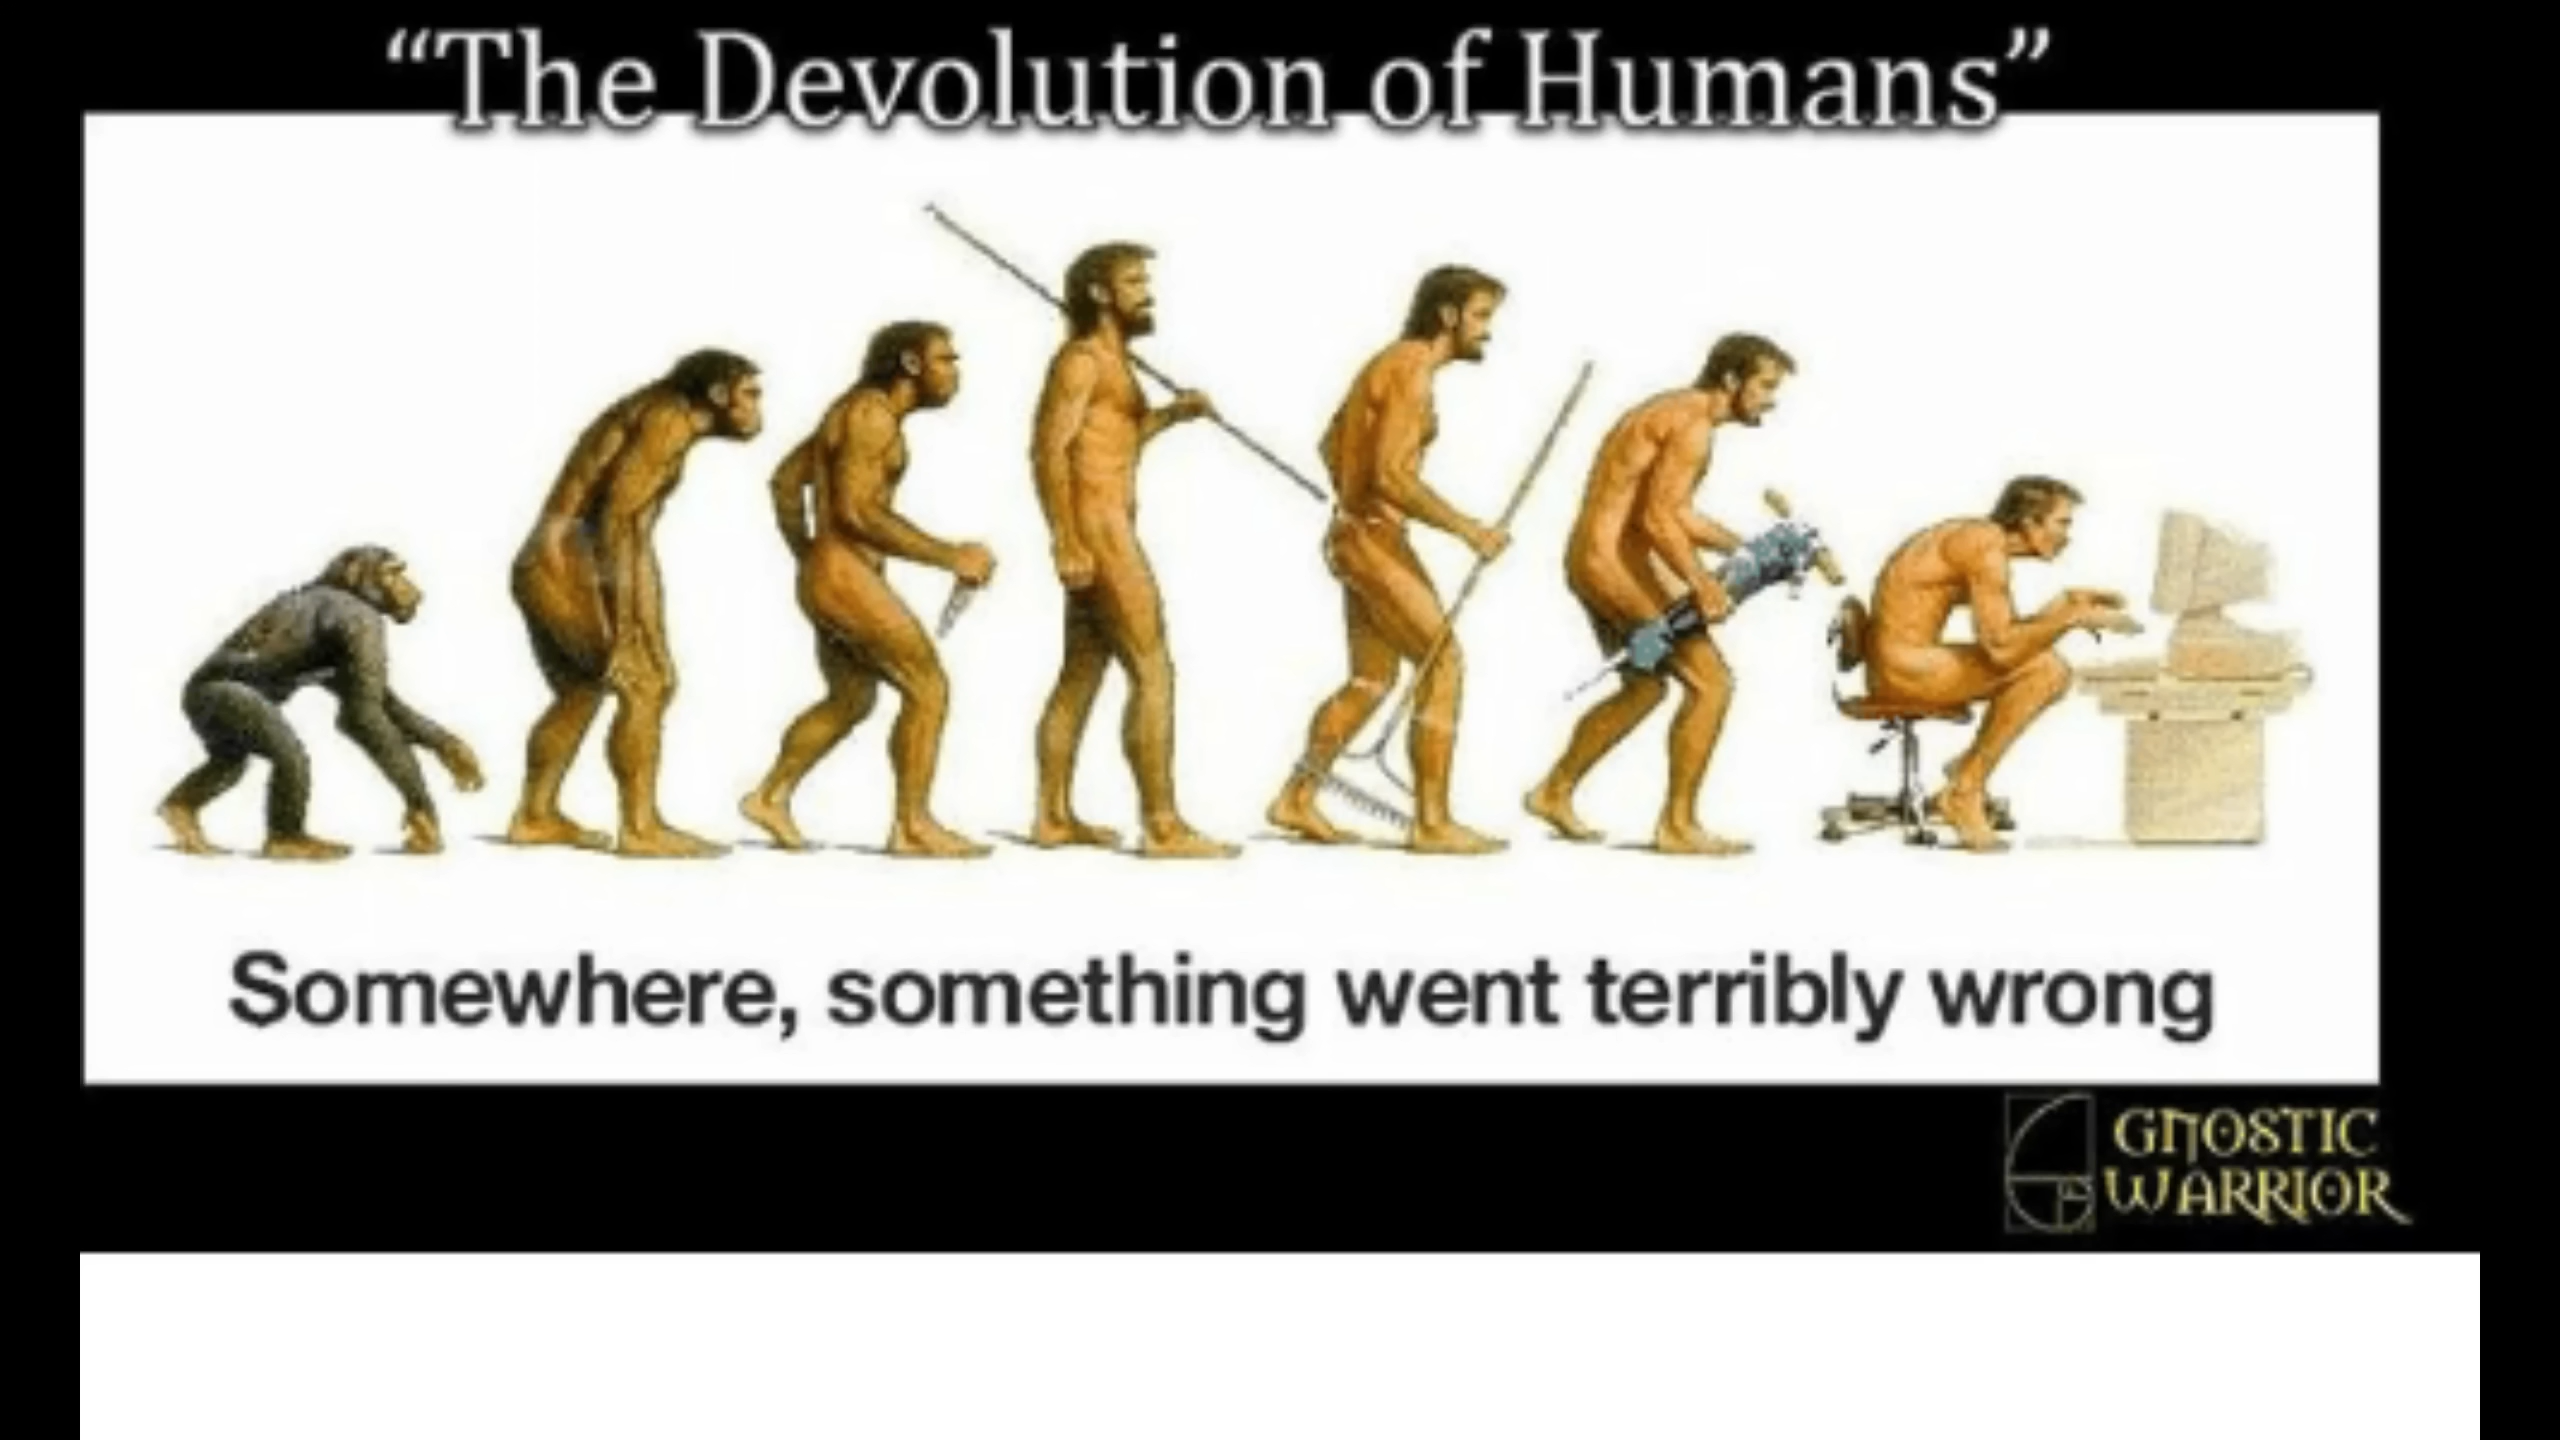 “The Devolution of Humans”
Somewhere, something went terribly wrong
GNOSTIC
WARRIOR